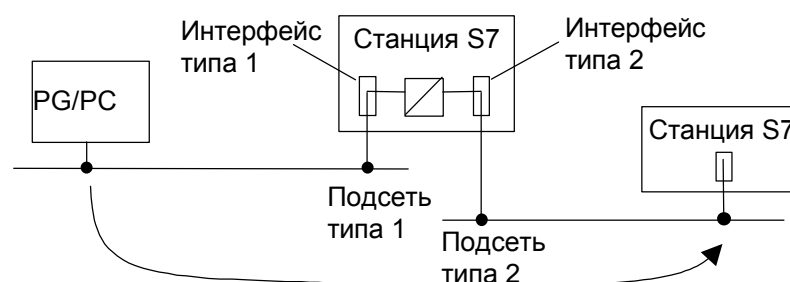 Интерфейс
типа 1
Станция S7
Интерфейс
типа 2
PG/PC
Станция S7
Подсеть
типа 1
Подсеть
типа 2